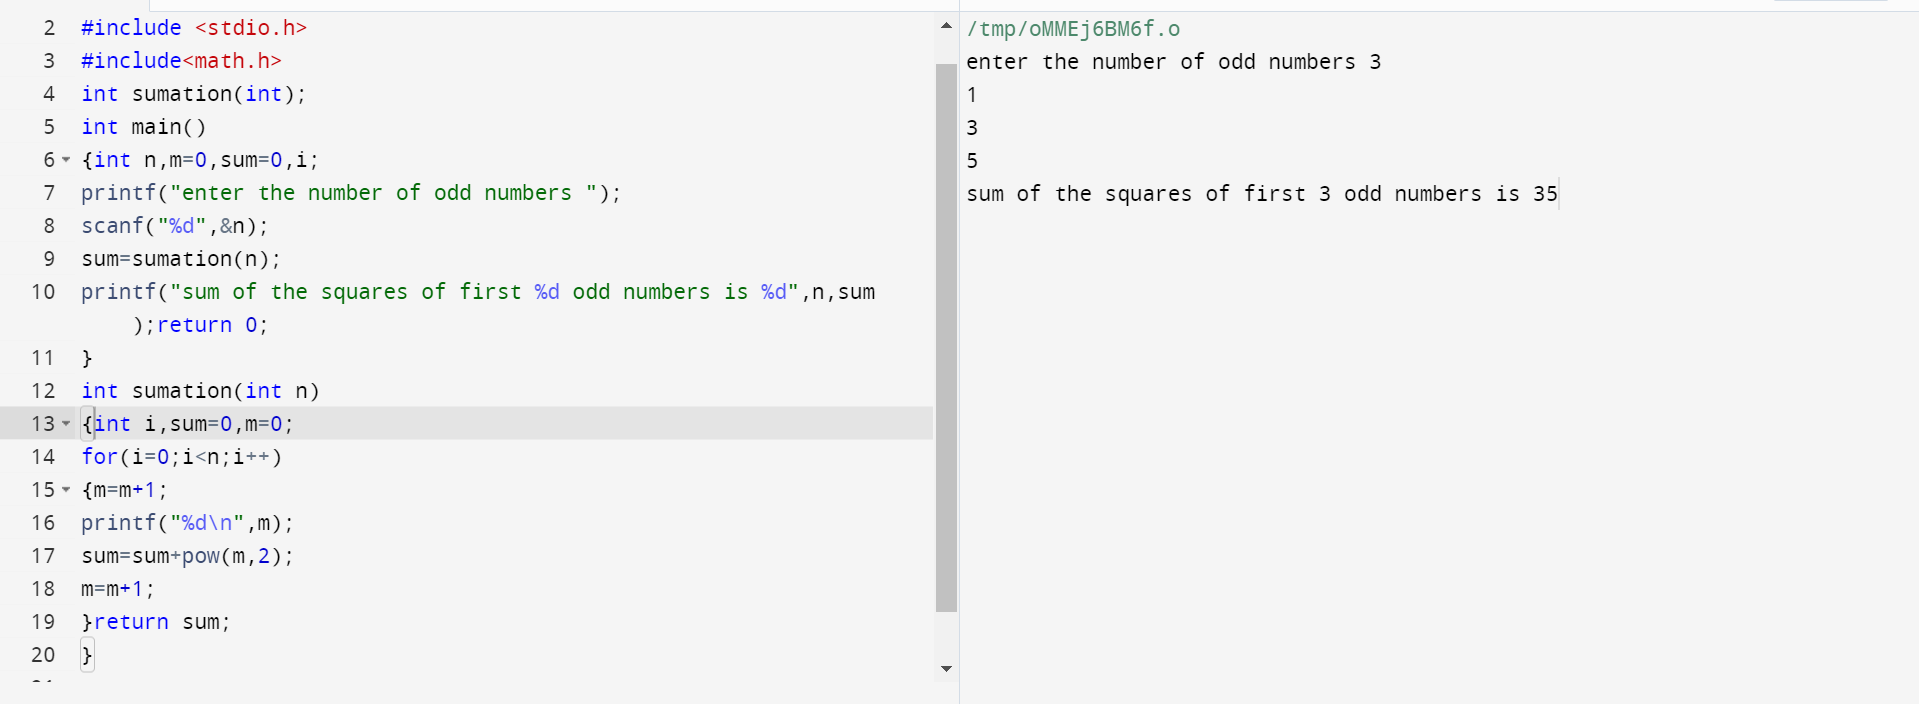 2 #include <stdio.h>
3 #include<math.h>
4 int sumation(int);
5 int main()
6 {int n,m=0,sum=0,i;
7 printf("enter the number of odd numbers ");
8 scanf("%d",&n);
9 sum=sumation(n);
10 printf("sum of the squares of first %d odd numbers is %d",n,sum
);return 0;
11 }
12 int sumation(int n)
13 {int i,sum=0,m=0;
14 for(i=0;i<n;i++)
15 {m=m+1;
16 printf("%d\n",m);
17 sum=sum+pow(m,2);
18 m=m+1;
19 }return sum;
20 }
/tmp/oMMEj6BM6f.o
enter the number of odd numbers 3
1
3
5
sum of the squares of first 3 odd numbers is 35